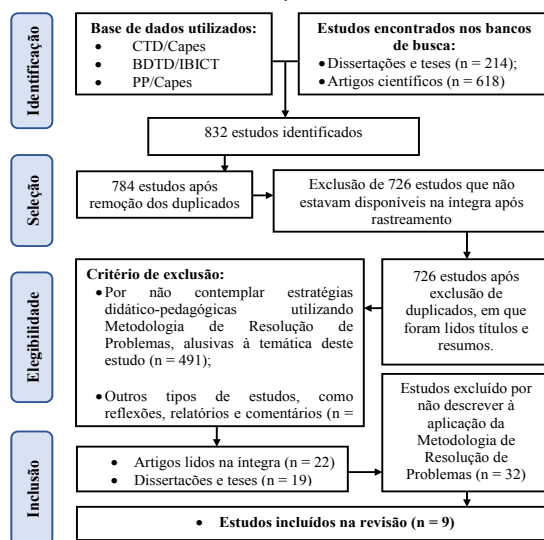 Identificação
Base de dados utilizados:
• CTD/Capes
• BDTD/IBICT
• PP/Capes
Estudos encontrados nos bancos
de busca:
• Dissertações e teses (n = 214);
• Artigos científicos (n = 618)
832 estudos identificados
Seleção
784 estudos após
remoção dos duplicados
Exclusão de 726 estudos que não
estavam disponíveis na íntegra após
rastreamento
Elegibilidade
Critério de exclusão:
• Por não contemplar estratégias
didático-pedagógicas utilizando
Metodologia de Resolução de
Problemas, alusivas à temática deste
estudo (n = 491);
• Outros tipos de estudos, como
reflexões, relatórios e comentários (n =
726 estudos após
exclusão de
duplicados, em que
foram lidos títulos e
resumos.
Inclusão
• Artigos lidos na íntegra (n = 22)
• Dissertações e teses (n = 19)
Estudos excluído por
não descrever à
aplicação da
Metodologia de
Resolução de
Problemas (n = 32)
• Estudos incluídos na revisão (n = 9)